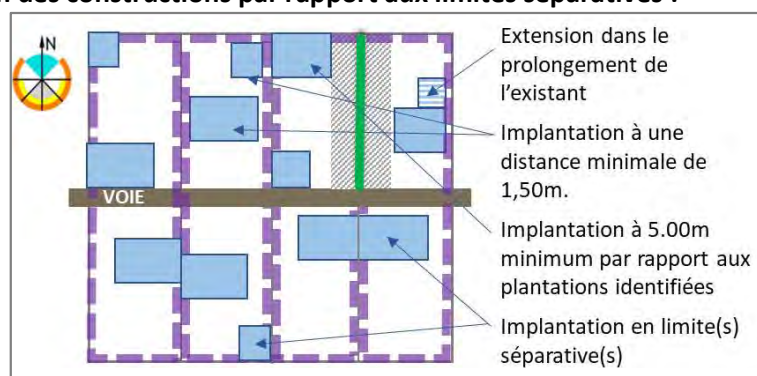 des constructions par rapport aux limites séparatives :
N
Extension dans le
prolongement de
l'existant
Implantation à une
distance minimale de
1,50m.
VOIE
Implantation à 5.00m
minimum par rapport aux
plantations identifiées
Implantation en limite(s)
séparative(s)